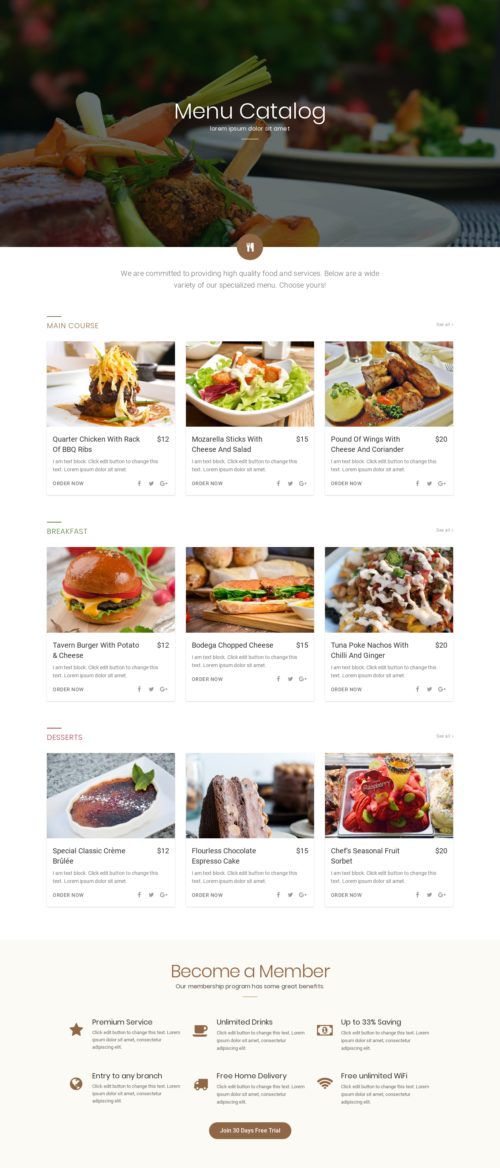 Menu Catalog
lorem ipsum dolor sit amet
We are committed to providing high quality food and services. Below are a wide
variety of our specialized menu. Choose yours!
MAIN COURSE
See all ›
Quarter Chicken With Rack
Of BBQ Ribs
$12
I am text block. Click edit button to change this
text. Lorem ipsum dolor sit amet.
ORDER NOW
Mozarella Sticks With
Cheese And Salad
$15
I am text block. Click edit button to change this
text. Lorem ipsum dolor sit amet.
ORDER NOW
Pound Of Wings With
Cheese And Coriander
$20
I am text block. Click edit button to change this
text. Lorem ipsum dolor sit amet.
ORDER NOW
BREAKFAST
See all ›
Tavern Burger With Potato
& Cheese
$12
I am text block. Click edit button to change this
text. Lorem ipsum dolor sit amet.
ORDER NOW
Bodega Chopped Cheese
$15
I am text block. Click edit button to change this
text. Lorem ipsum dolor sit amet.
ORDER NOW
Tuna Poke Nachos With
Chilli And Ginger
$20
I am text block. Click edit button to change this
text. Lorem ipsum dolor sit amet.
ORDER NOW
DESSERTS
See all ›
Raspberry
Special Classic Crème
Brûlée
$12
I am text block. Click edit button to change this
text. Lorem ipsum dolor sit amet.
ORDER NOW
Flourless Chocolate
Espresso Cake
$15
I am text block. Click edit button to change this
text. Lorem ipsum dolor sit amet.
ORDER NOW
Chef's Seasonal Fruit
Sorbet
$20
I am text block. Click edit button to change this
text. Lorem ipsum dolor sit amet.
ORDER NOW
Become a Member
Our membership program has some great benefits.
Premium Service
Click edit button to change this text. Lorem
ipsum dolor sit amet, consectetur
adipiscing elit.
Unlimited Drinks
Click edit button to change this text. Lorem
ipsum dolor sit amet, consectetur
adipiscing elit.
Up to 33% Saving
Click edit button to change this text. Lorem
ipsum dolor sit amet, consectetur
adipiscing elit.
Entry to any branch
Click edit button to change this text. Lorem
ipsum dolor sit amet, consectetur
adipiscing elit.
Free Home Delivery
Click edit button to change this text. Lorem
ipsum dolor sit amet, consectetur
adipiscing elit.
Free unlimited WiFi
Click edit button to change this text. Lorem
ipsum dolor sit amet, consectetur
adipiscing elit.
Join 30 Days Free Trial